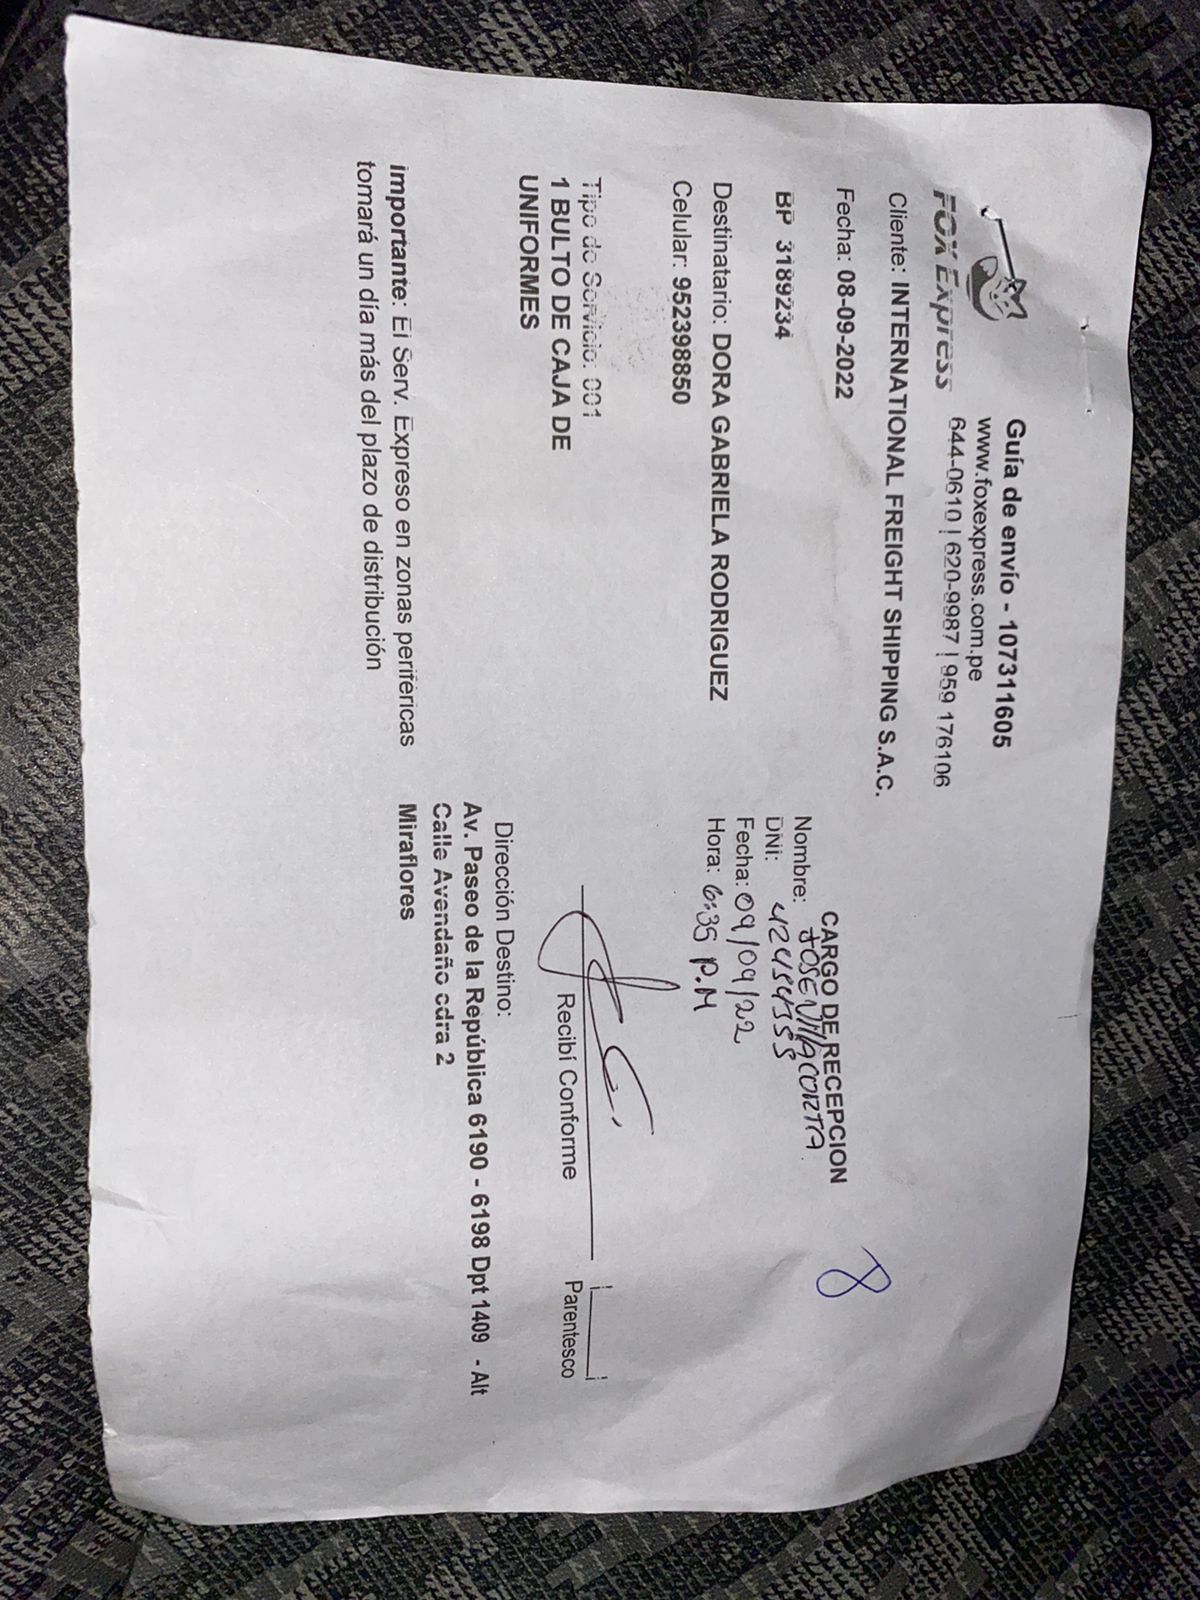 FOX Express
Guía de envío - 107311605
www.foxexpress.com.pe
644-0610 | 620-9987 | 959 176106
Cliente: INTERNATIONAL FREIGHT SHIPPING S.A.C.
Fecha: 08-09-2022
BP 3189234
Destinatario: DORA GABRIELA RODRIGUEZ
Celular: 952398850
Tipo de Servicio: 001
1 BULTO DE CAJA DE
UNIFORMES
importante: El Serv. Expreso en zonas periféricas
tomará un día más del plazo de distribución
8
CARGO DE RECEPCION
Nombre: JOSE VILLACORTA
DNI:
Fecha: 09/09/22
Hora: 6:35 P.M
Recibí Conforme
Parentesco
Dirección Destino:
Av. Paseo de la República 6190 - 6198 Dpt 1409 - Alt
Calle Avendaño cdra 2
Miraflores